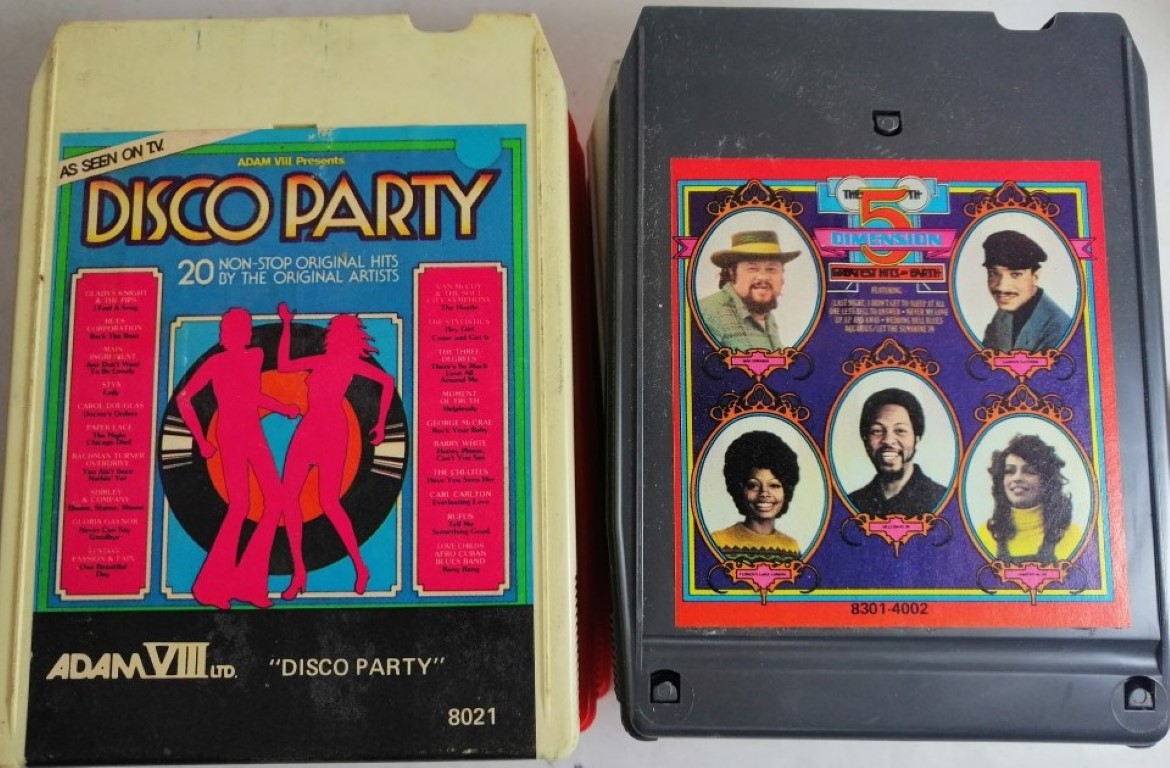 AS SEEN ON T.V.
ADAM VIII Presents
DISCO PARTY
20 NON-STOP ORIGINAL HITS
BY THE ORIGINAL ARTISTS
GLADYS KNIGHT
& THE PIPS
I Feel A Song
HUES
CORPORATION
Rock The Boat
MAIN
INGREDIENT
Just Don't Want
To Be Lonely
STYX
Lady
CAROL DOUGLAS
Doctor's Orders
PAPER LACE
The Night
Chicago Died
BACHMAN TURNER
OVERDRIVE
You Ain't Seen
Nothin' Yet
SHIRLEY
& COMPANY
Shame, Shame, Shame
GLORIA GAYNOR
Never Can Say
Goodbye
ECSTASY
PASSION & PAIN
One Beautiful
Day
VAN McCOY
& THE SOUL
CITY SYMPHONY
The Hustle
THE STYLISTICS
Hey Girl
Come and Get It
THE THREE
DEGREES
There's So Much
Love All
Around Me
MOMENT
OF TRUTH
Helplessly
GEORGE McCRAE
Rock Your Baby
BARRY WHITE
Honey Please,
Can't You See
THE CHI-LITES
Have You Seen Her
CARL CARLTON
Everlasting Love
RUFUS
Tell Me
Something Good
LOVE CHILDS
AFRO CUBAN
BLUES BAND
Bang Bang
ADAM VIII LTD. "DISCO PARTY"
8021
THE 5TH
DIMENSION
GREATEST HITS ON EARTH
FEATURING
(LAST NIGHT) I DIDN'T GET TO SLEEP AT ALL
ONE LESS BELL TO ANSWER • NEVER MY LOVE
UP, UP AND AWAY • WEDDING BELL BLUES
AQUARIUS/LET THE SUNSHINE IN
8301-4002